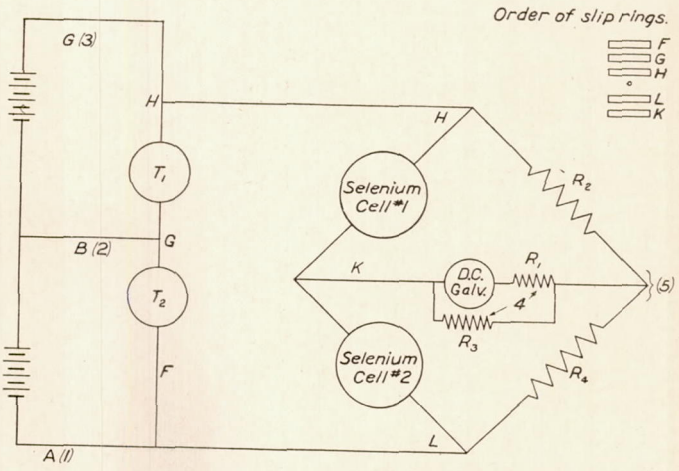 Order of slip rings.
F
G
H
L
K
G (3)
H
H
T1
Selenium
Cell #1
R2
B (2)
G
K
D.C.
Galv.
R1
(5)
T2
4
R3
Selenium
Cell #2
R4
F
L
A (1)